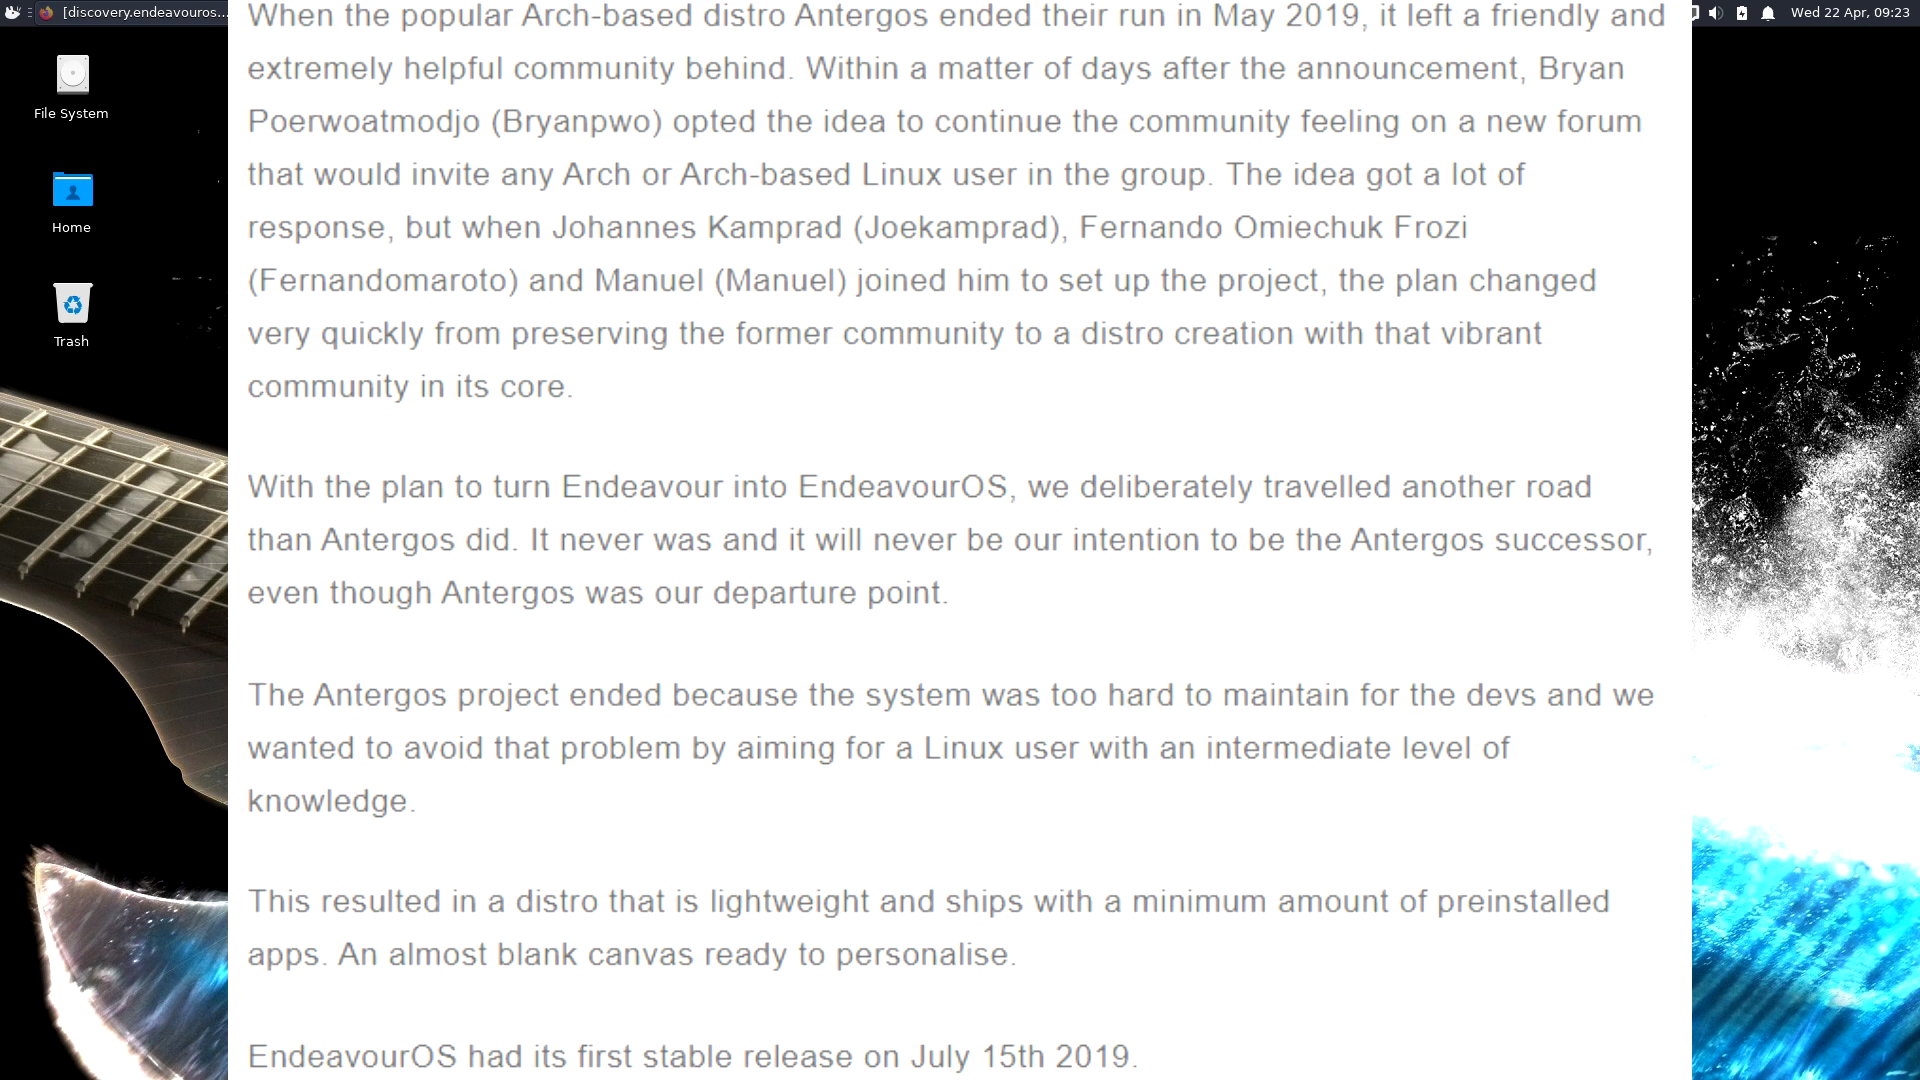 [discovery.endeavouros...
Wed 22 Apr, 09:23
File System
Home
Trash
When the popular Arch-based distro Antergos ended their run in May 2019, it left a friendly and
extremely helpful community behind. Within a matter of days after the announcement, Bryan
Poerwoatmodjo (Bryanpwo) opted the idea to continue the community feeling on a new forum
that would invite any Arch or Arch-based Linux user in the group. The idea got a lot of
response, but when Johannes Kamprad (Joekamprad), Fernando Omiechuk Frozi
(Fernandomaroto) and Manuel (Manuel) joined him to set up the project, the plan changed
very quickly from preserving the former community to a distro creation with that vibrant
community in its core.
With the plan to turn Endeavour into EndeavourOS, we deliberately travelled another road
than Antergos did. It never was and it will never be our intention to be the Antergos successor,
even though Antergos was our departure point.
The Antergos project ended because the system was too hard to maintain for the devs and we
wanted to avoid that problem by aiming for a Linux user with an intermediate level of
knowledge.
This resulted in a distro that is lightweight and ships with a minimum amount of preinstalled
apps. An almost blank canvas ready to personalise.
EndeavourOS had its first stable release on July 15th 2019.